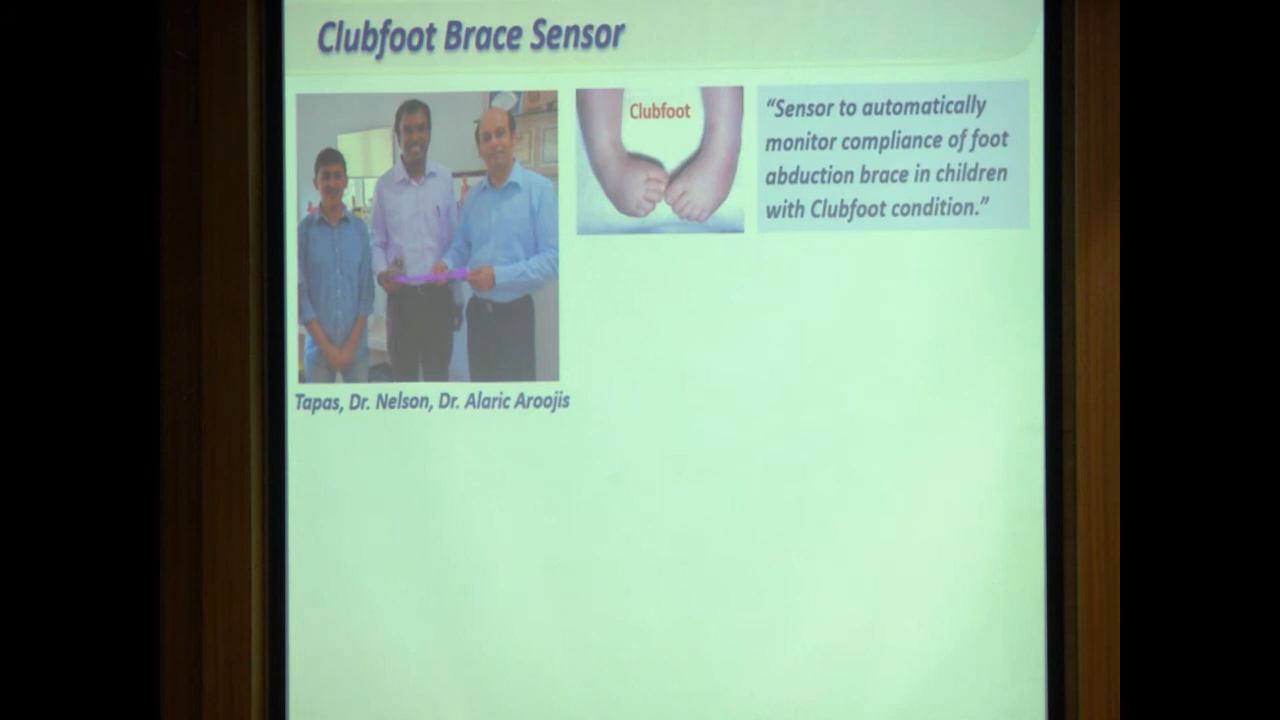 Clubfoot Brace Sensor
Clubfoot
“Sensor to automatically
monitor compliance of foot
abduction brace in children
with Clubfoot condition.”
Tapas, Dr. Nelson, Dr. Alaric Aroojis